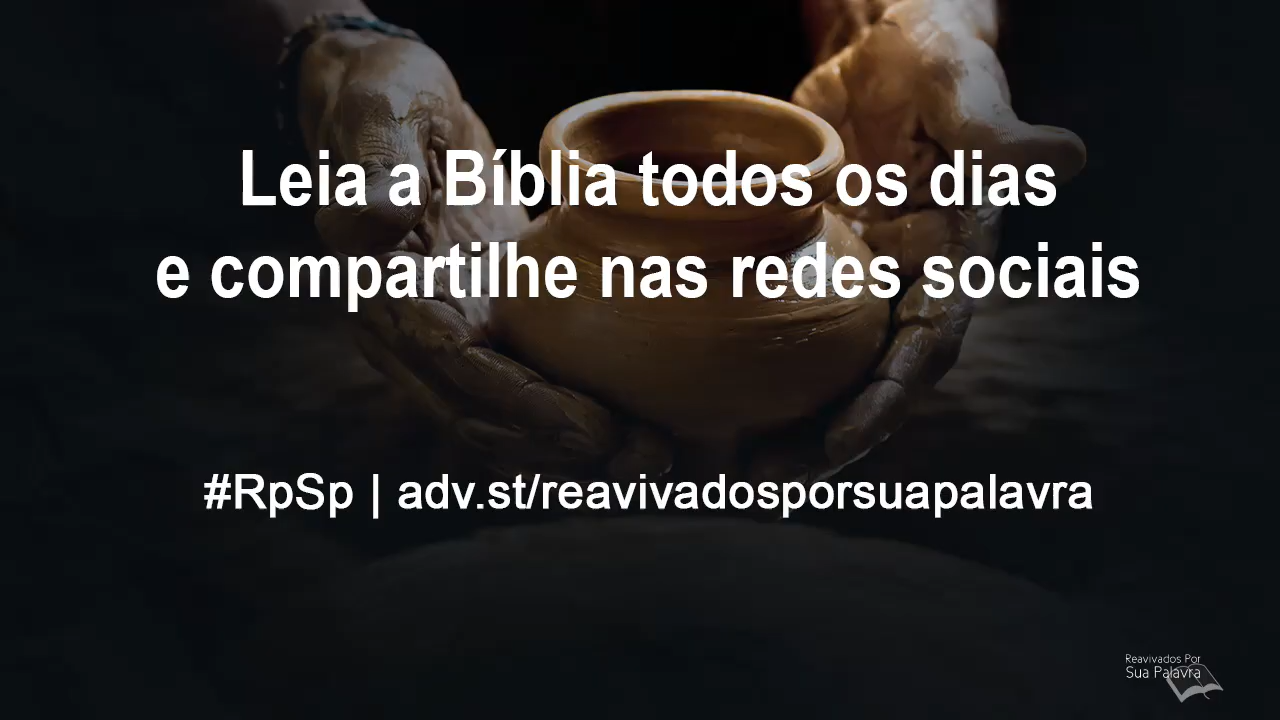 Leia a Bíblia todos os dias
e compartilhe nas redes sociais
#RpSp | adv.st/reavivadosporsuapalavra
Reavivados Por
Sua Palavra